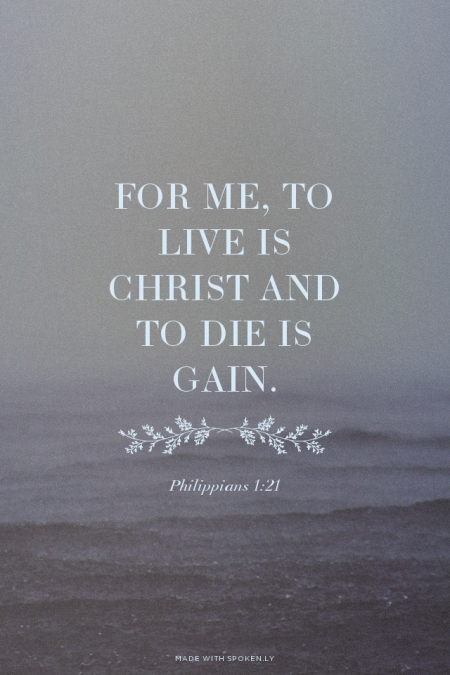 FOR ME, TO
LIVE IS
CHRIST AND
TO DIE IS
GAIN.
Philippians 1:21
MADE WITH SPOKEN.LY